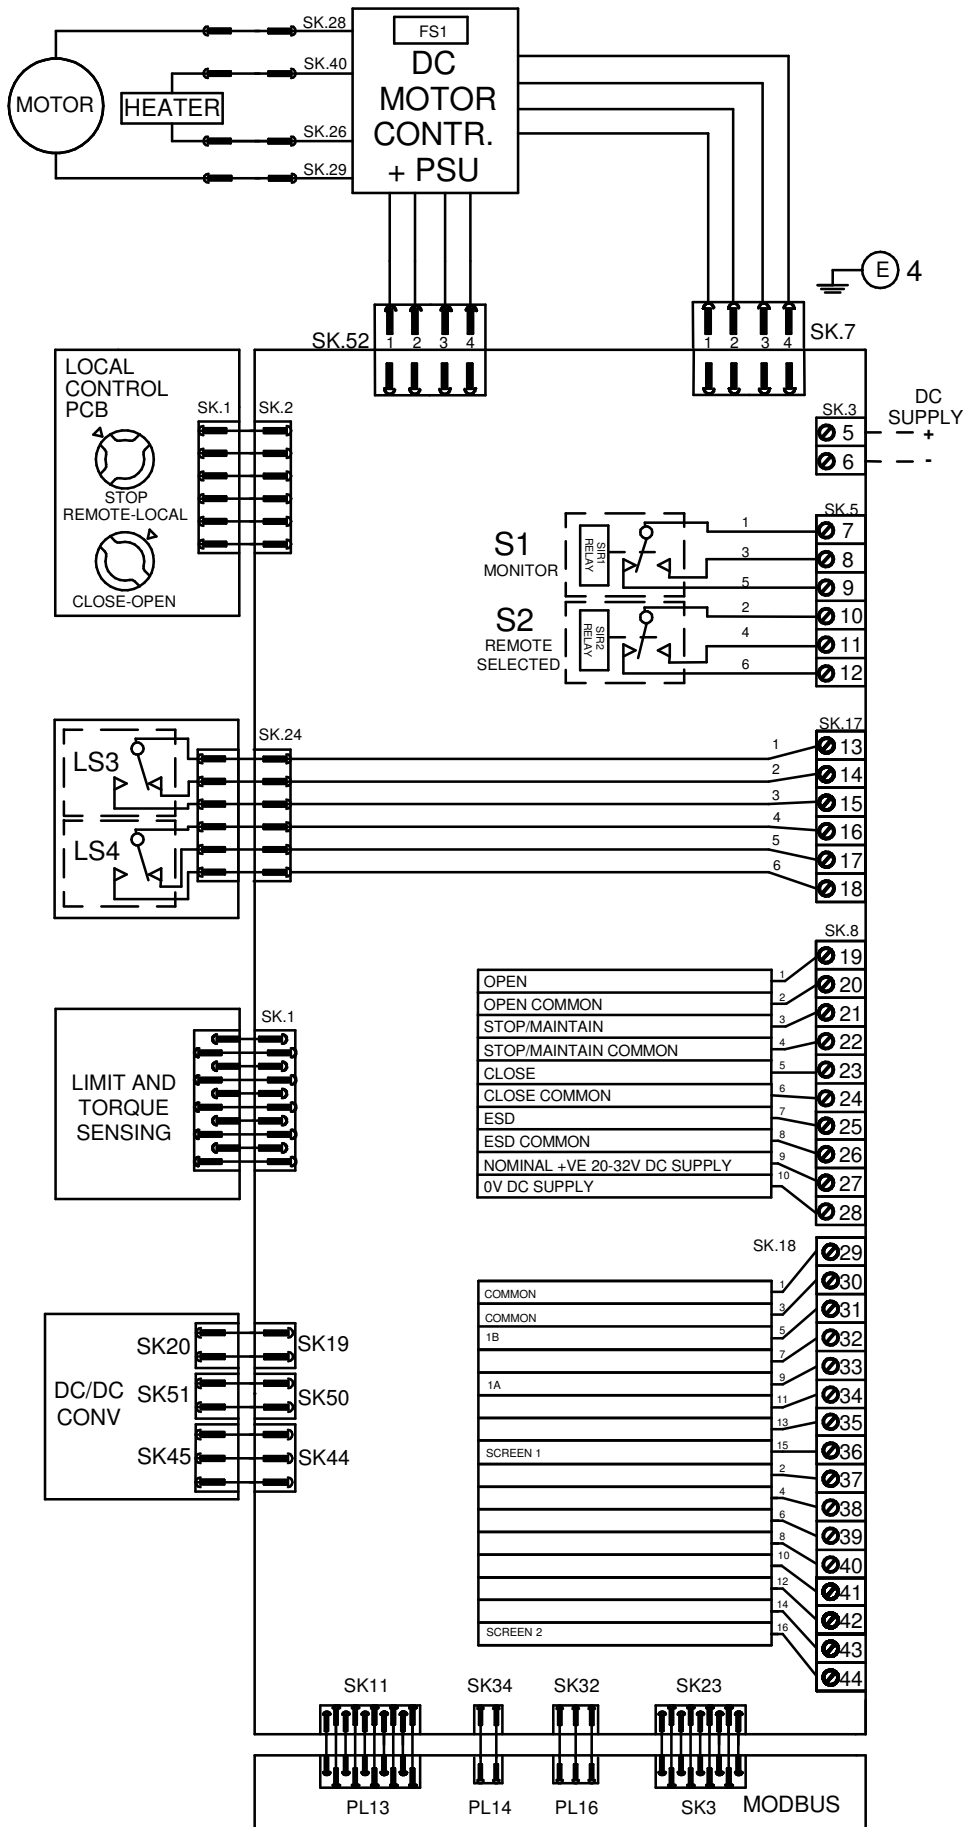 SK.28
FS1
DC
MOTOR
CONTR.
+ PSU
SK.40
MOTOR
HEATER
SK.26
SK.29
E 4
SK.52
1 2 3 4
SK.7
1 2 3 4
LOCAL
CONTROL
PCB
SK.1 SK.2
STOP
REMOTE-LOCAL
CLOSE-OPEN
SK.3
DC
SUPPLY
5 +
6 -
SK.5
S1
MONITOR
SIR1
RELAY
1 7
3 8
5 9
S2
REMOTE
SELECTED
SIR2
RELAY
2 10
4 11
6 12
LS3
LS4
SK.24
SK.17
1 13
2 14
3 15
4 16
5 17
6 18
SK.8
OPEN 1 19
OPEN COMMON 2 20
STOP/MAINTAIN 3 21
STOP/MAINTAIN COMMON 4 22
CLOSE 5 23
CLOSE COMMON 6 24
ESD 7 25
ESD COMMON 8 26
NOMINAL +VE 20-32V DC SUPPLY 9 27
0V DC SUPPLY 10 28
SK.1
LIMIT AND
TORQUE
SENSING
SK.18
COMMON 1 29
COMMON 3 30
1B 5 31
7 32
1A 9 33
11 34
13 35
SCREEN 1 15 36
2 37
4 38
6 39
8 40
10 41
12 42
14 43
SCREEN 2 16 44
DC/DC
CONV
SK20 SK19
SK51 SK50
SK45 SK44
SK11 SK34 SK32 SK23
PL13 PL14 PL16 SK3 MODBUS